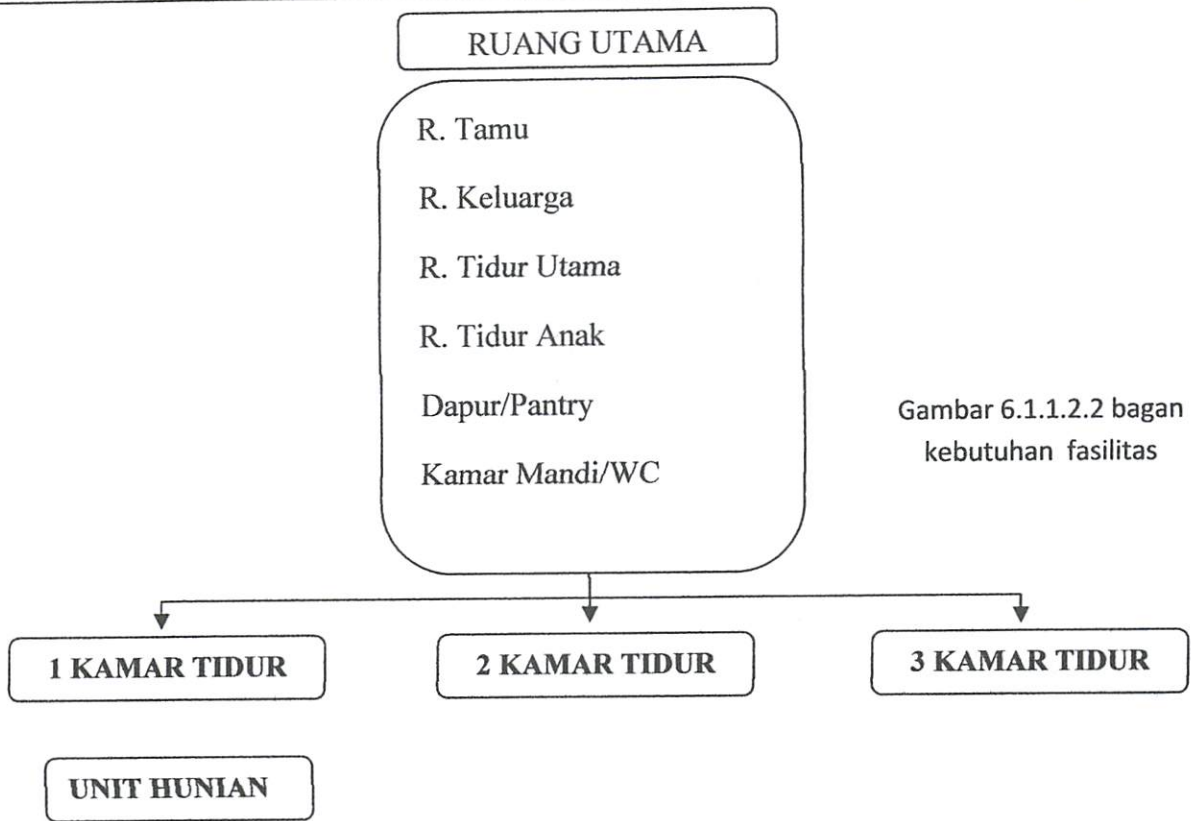 RUANG UTAMA
R. Tamu
R. Keluarga
R. Tidur Utama
R. Tidur Anak
Dapur/Pantry
Kamar Mandi/WC
Gambar 6.1.1.2.2 bagan
kebutuhan fasilitas
1 KAMAR TIDUR
2 KAMAR TIDUR
3 KAMAR TIDUR
UNIT HUNIAN